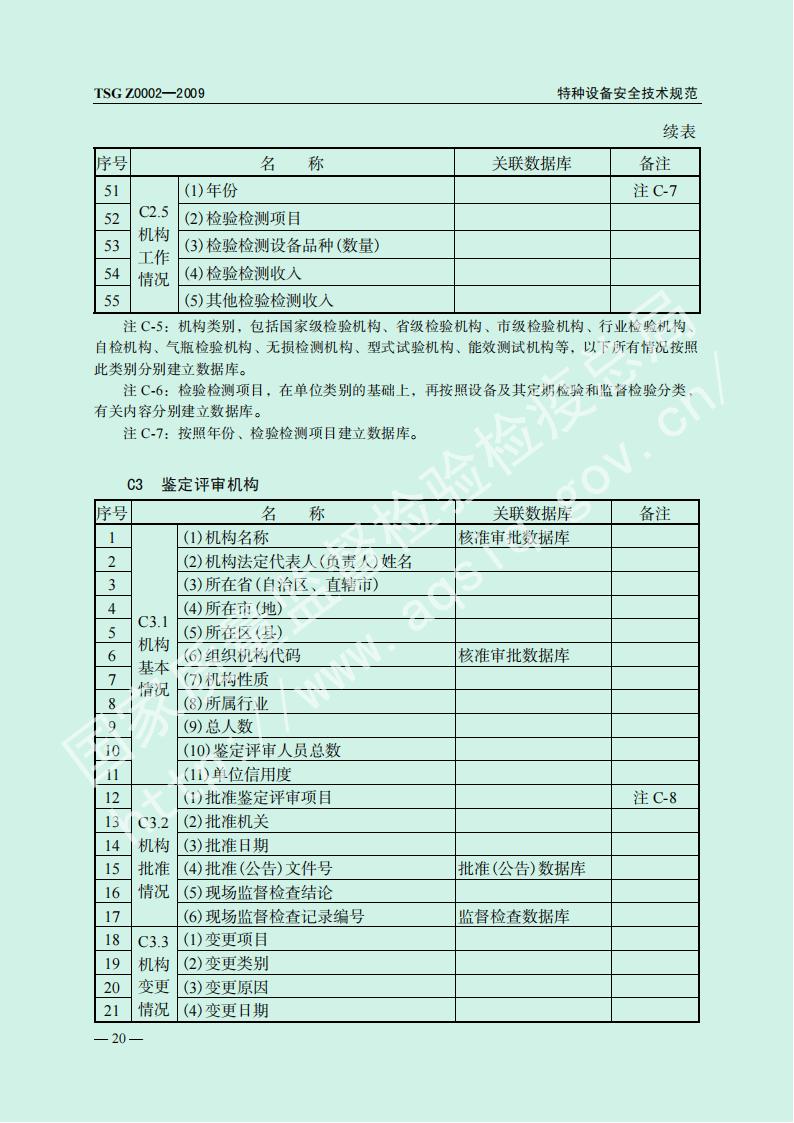 TSG Z0002—2009 特种设备安全技术规范
续表
序号 名 称 关联数据库 备注
51 C2.5 机构 工作 情况 (1)年份 注 C-7
52 (2)检验检测项目
53 (3)检验检测设备品种(数量)
54 (4)检验检测收入
55 (5)其他检验检测收入
注 C-5：机构类别，包括国家级检验机构、省级检验机构、市级检验机构、行业检验机构、
自检机构、气瓶检验机构、无损检测机构、型式试验机构、能效测试机构等，以下所有情况按照
此类别分别建立数据库。
注 C-6：检验检测项目，在单位类别的基础上，再按照设备及其定期检验和监督检验分类，
有关内容分别建立数据库。
注 C-7：按照年份、检验检测项目建立数据库。
C3 鉴定评审机构
序号 名 称 关联数据库 备注
1 C3.1 机构 基本 情况 (1)机构名称 核准审批数据库
2 (2)机构法定代表人(负责人)姓名
3 (3)所在省(自治区、直辖市)
4 (4)所在市(地)
5 (5)所在区(县)
6 (6)组织机构代码 核准审批数据库
7 (7)机构性质
8 (8)所属行业
9 (9)总人数
10 (10)鉴定评审人员总数
11 (11)单位信用度
12 C3.2 机构 批准 情况 (1)批准鉴定评审项目 注 C-8
13 (2)批准机关
14 (3)批准日期
15 (4)批准(公告)文件号 批准(公告)数据库
16 (5)现场监督检查结论
17 (6)现场监督检查记录编号 监督检查数据库
18 C3.3 机构 变更 情况 (1)变更项目
19 (2)变更类别
20 (3)变更原因
21 (4)变更日期
— 20 —
国家质量监督检验检疫总局
http://www.aqsiq.gov.cn/